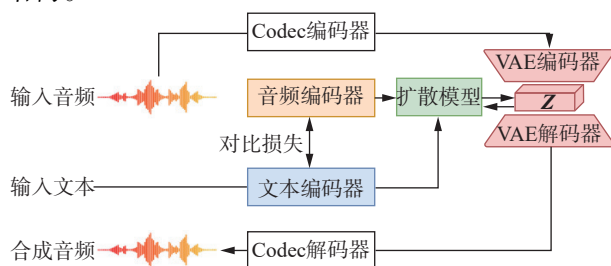 Codec编码器
VAE编码器
输入音频
音频编码器
扩散模型
Z
对比损失
VAE解码器
输入文本
文本编码器
合成音频
Codec解码器